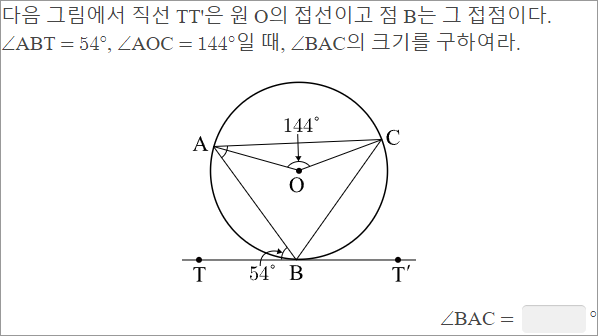 다음 그림에서 직선 TT'은 원 O의 접선이고 점 B는 그 접점이다.
∠ABT = 54°, ∠AOC = 144°일 때, ∠BAC의 크기를 구하여라.
144°
A
C
O
54°
T
B
T'
∠BAC = °